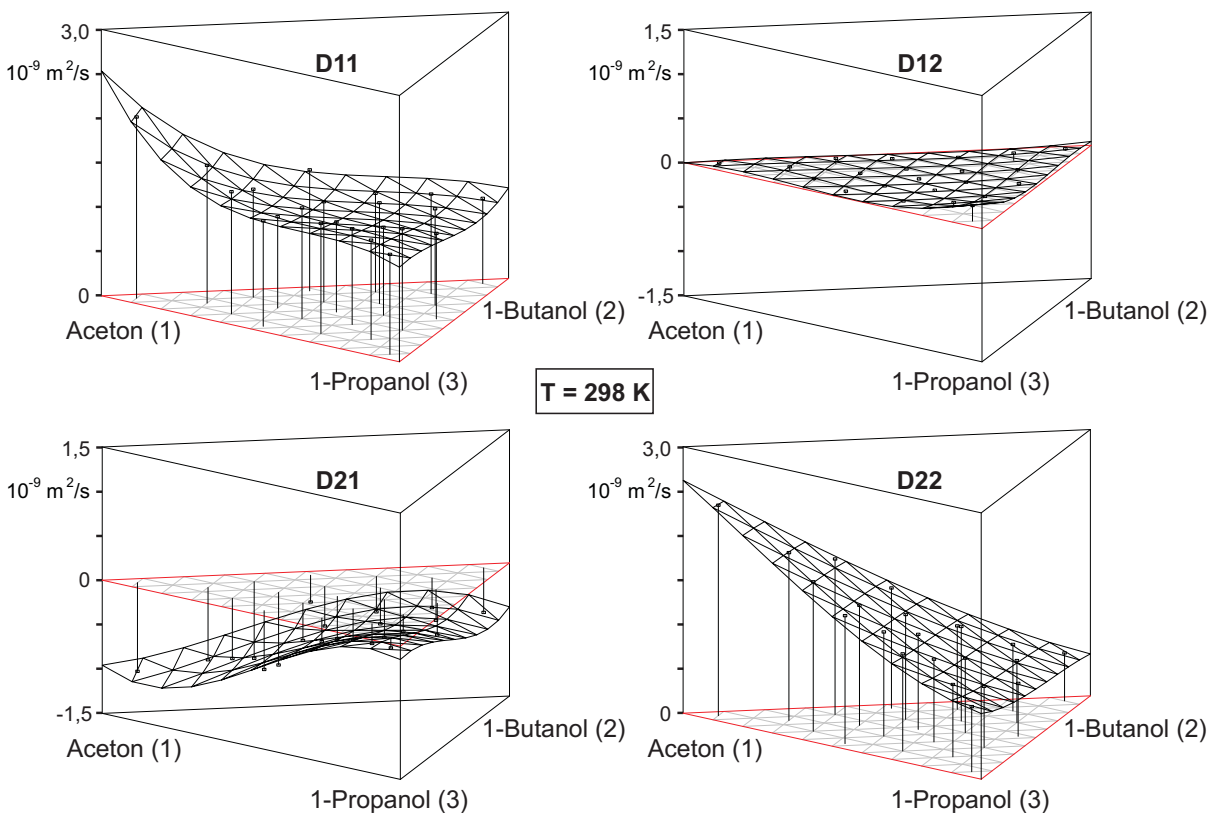 3,0
10⁻⁹ m²/s
D11
0
Aceton (1)
1-Butanol (2)
1-Propanol (3)
1,5
10⁻⁹ m²/s
D12
0
-1,5
Aceton (1)
1-Butanol (2)
1-Propanol (3)
T = 298 K
1,5
10⁻⁹ m²/s
D21
0
-1,5
Aceton (1)
1-Butanol (2)
1-Propanol (3)
3,0
10⁻⁹ m²/s
D22
0
Aceton (1)
1-Butanol (2)
1-Propanol (3)